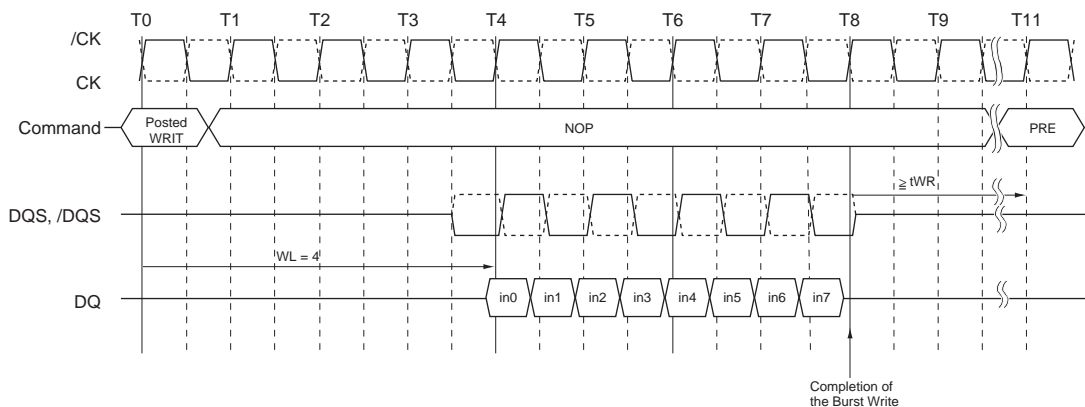 T0 T1 T2 T3 T4 T5 T6 T7 T8 T9 T11
/CK
CK
Command
Posted
WRIT
NOP
PRE
≧ tWR
DQS, /DQS
WL = 4
DQ
in0 in1 in2 in3 in4 in5 in6 in7
Completion of
the Burst Write